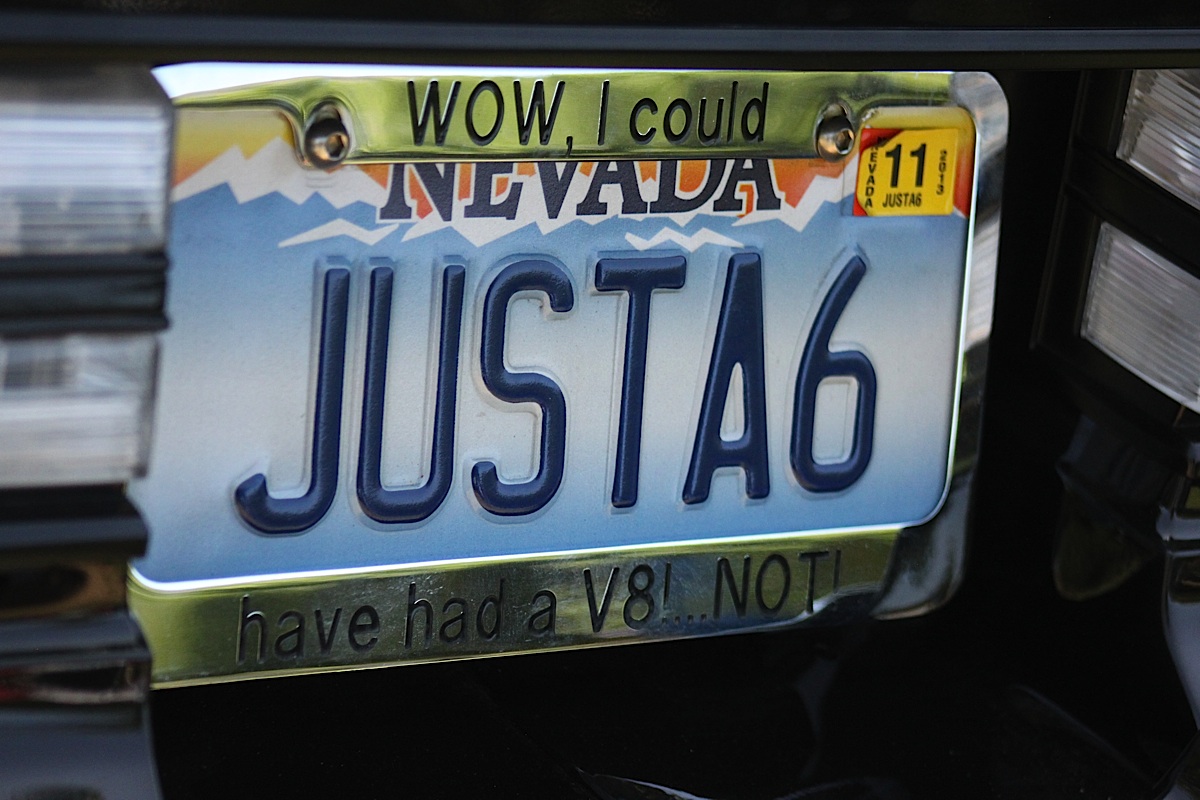 WOW, I could
NEVADA
NEVADA 11 2013
JUSTA6
JUSTA6
have had a V8!...NOT!